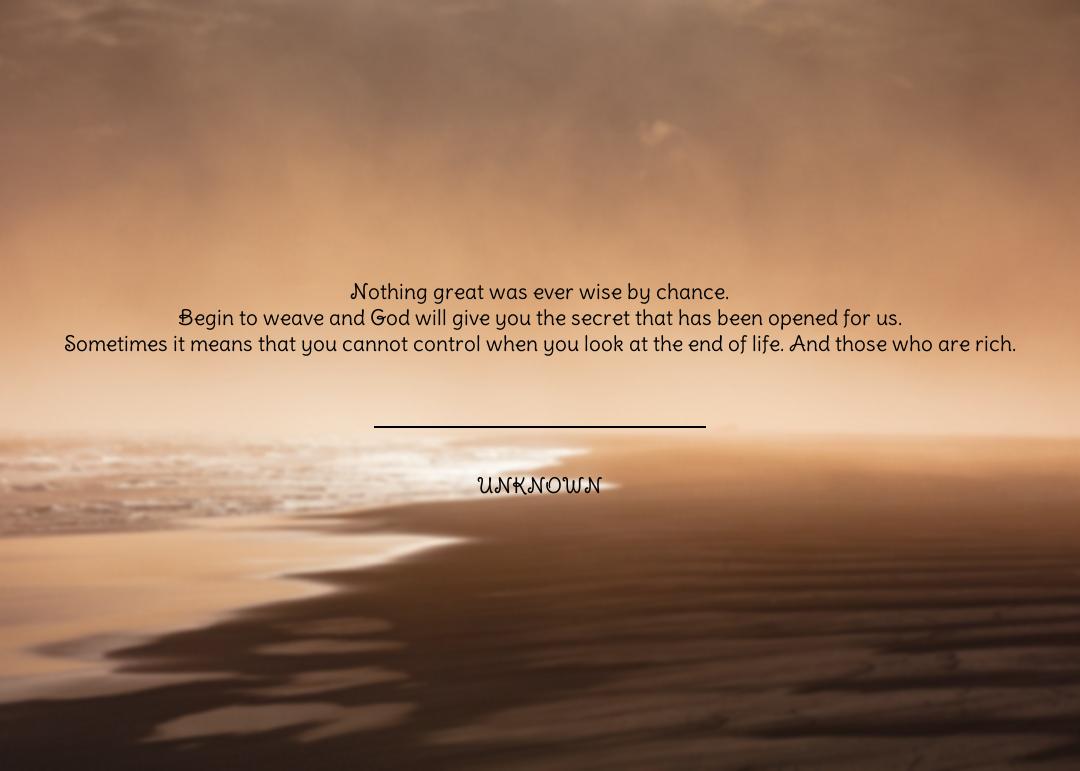 Nothing great was ever wise by chance.
Begin to weave and God will give you the secret that has been opened for us.
Sometimes it means that you cannot control when you look at the end of life. And those who are rich.
UNKNOWN